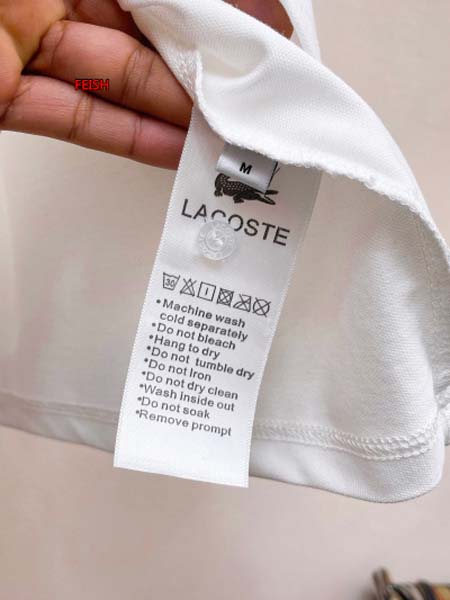 FEISH
M
LACOSTE
30
•Machine wash
cold separately
•Do not bleach
•Hang to dry
•Do not tumble dry
•Do not Iron
•Do not dry clean
•Wash inside out
•Do not soak
•Remove prompt